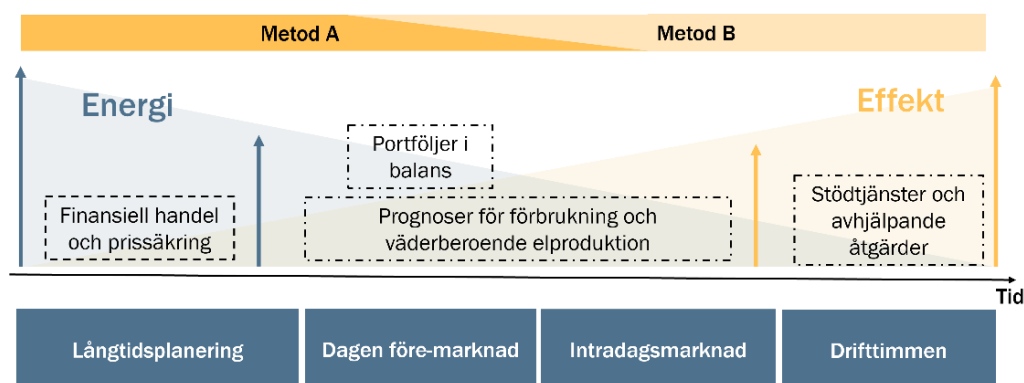 Metod A
Metod B
Energi
Effekt
Portföljer i
balans
Finansiell handel
och prissäkring
Prognoser för förbrukning och
väderberoende elproduktion
Stödtjänster och
avhjälpande
åtgärder
Tid
Långtidsplanering
Dagen före-marknad
Intradagsmarknad
Drifttimmen